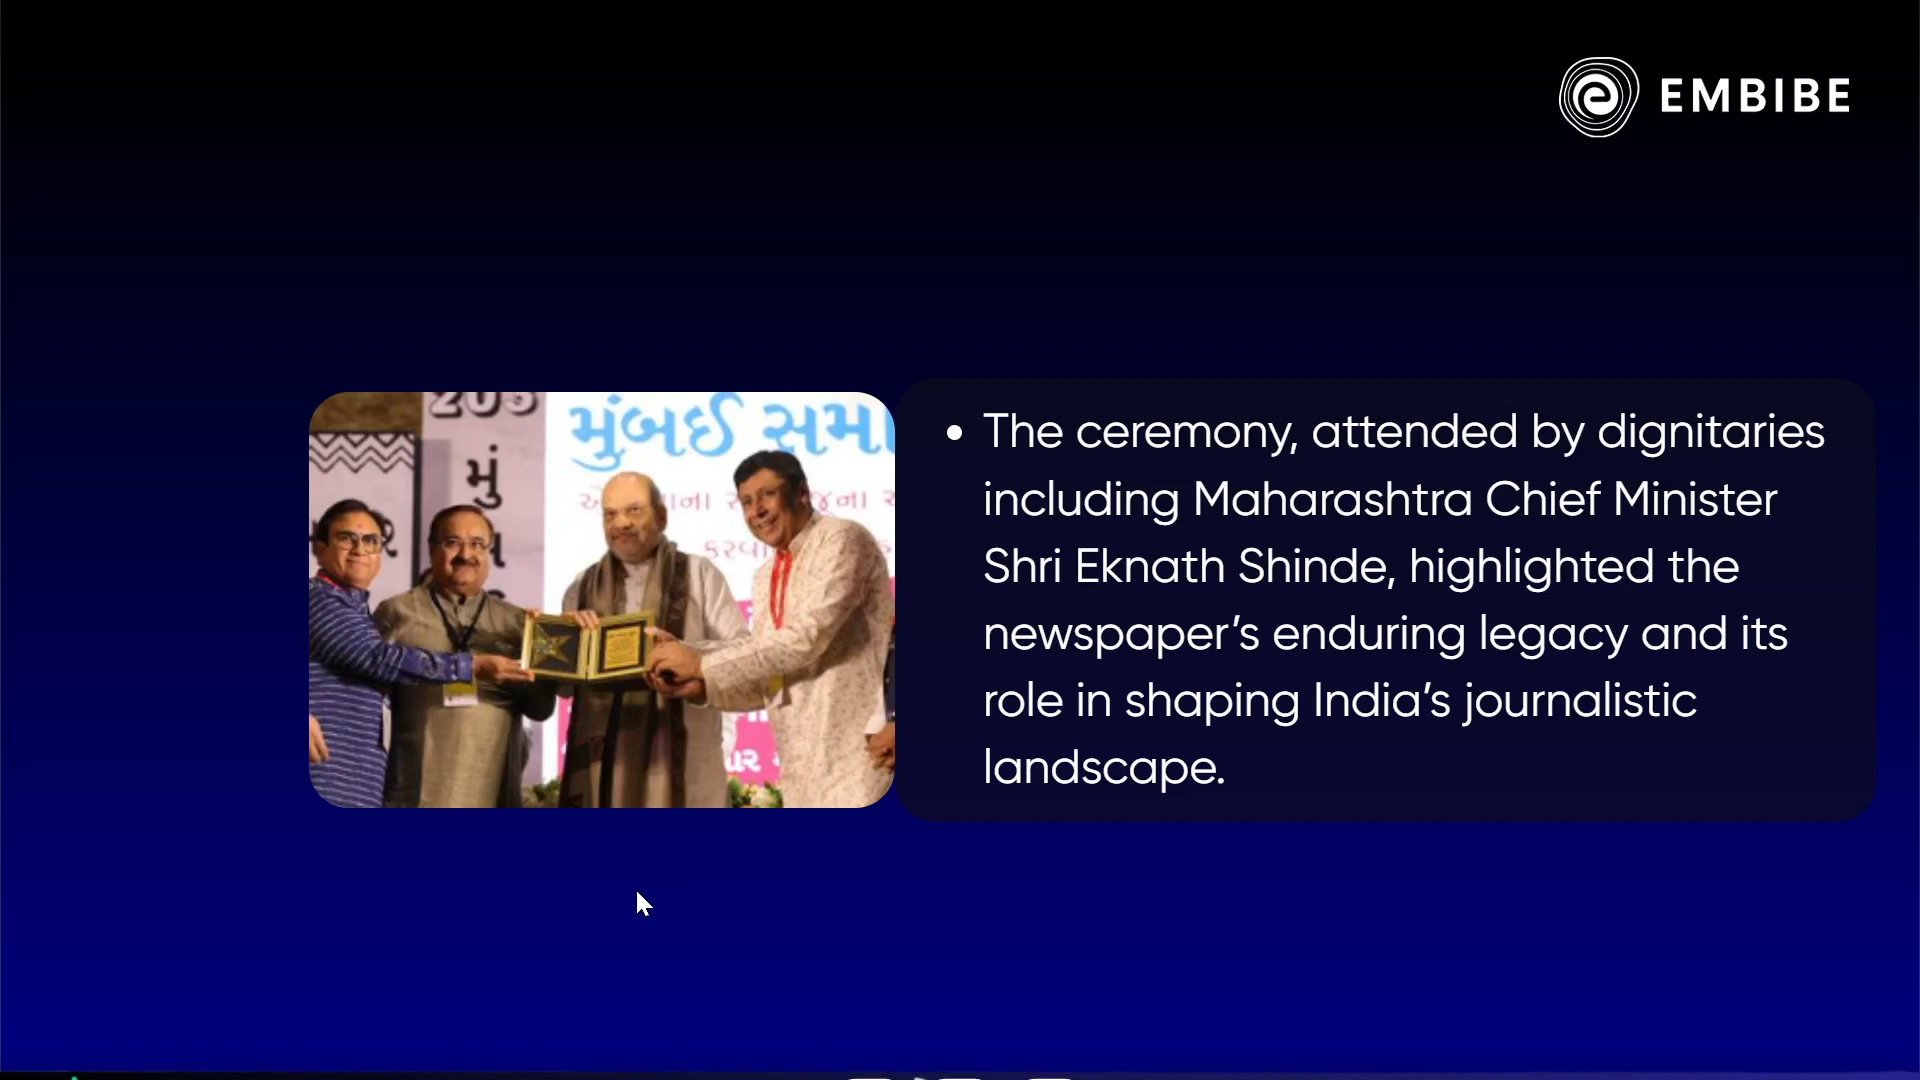 EMBIBE
મુંબઈ
મું
The ceremony, attended by dignitaries
including Maharashtra Chief Minister
Shri Eknath Shinde, highlighted the
newspaper’s enduring legacy and its
role in shaping India’s journalistic
landscape.